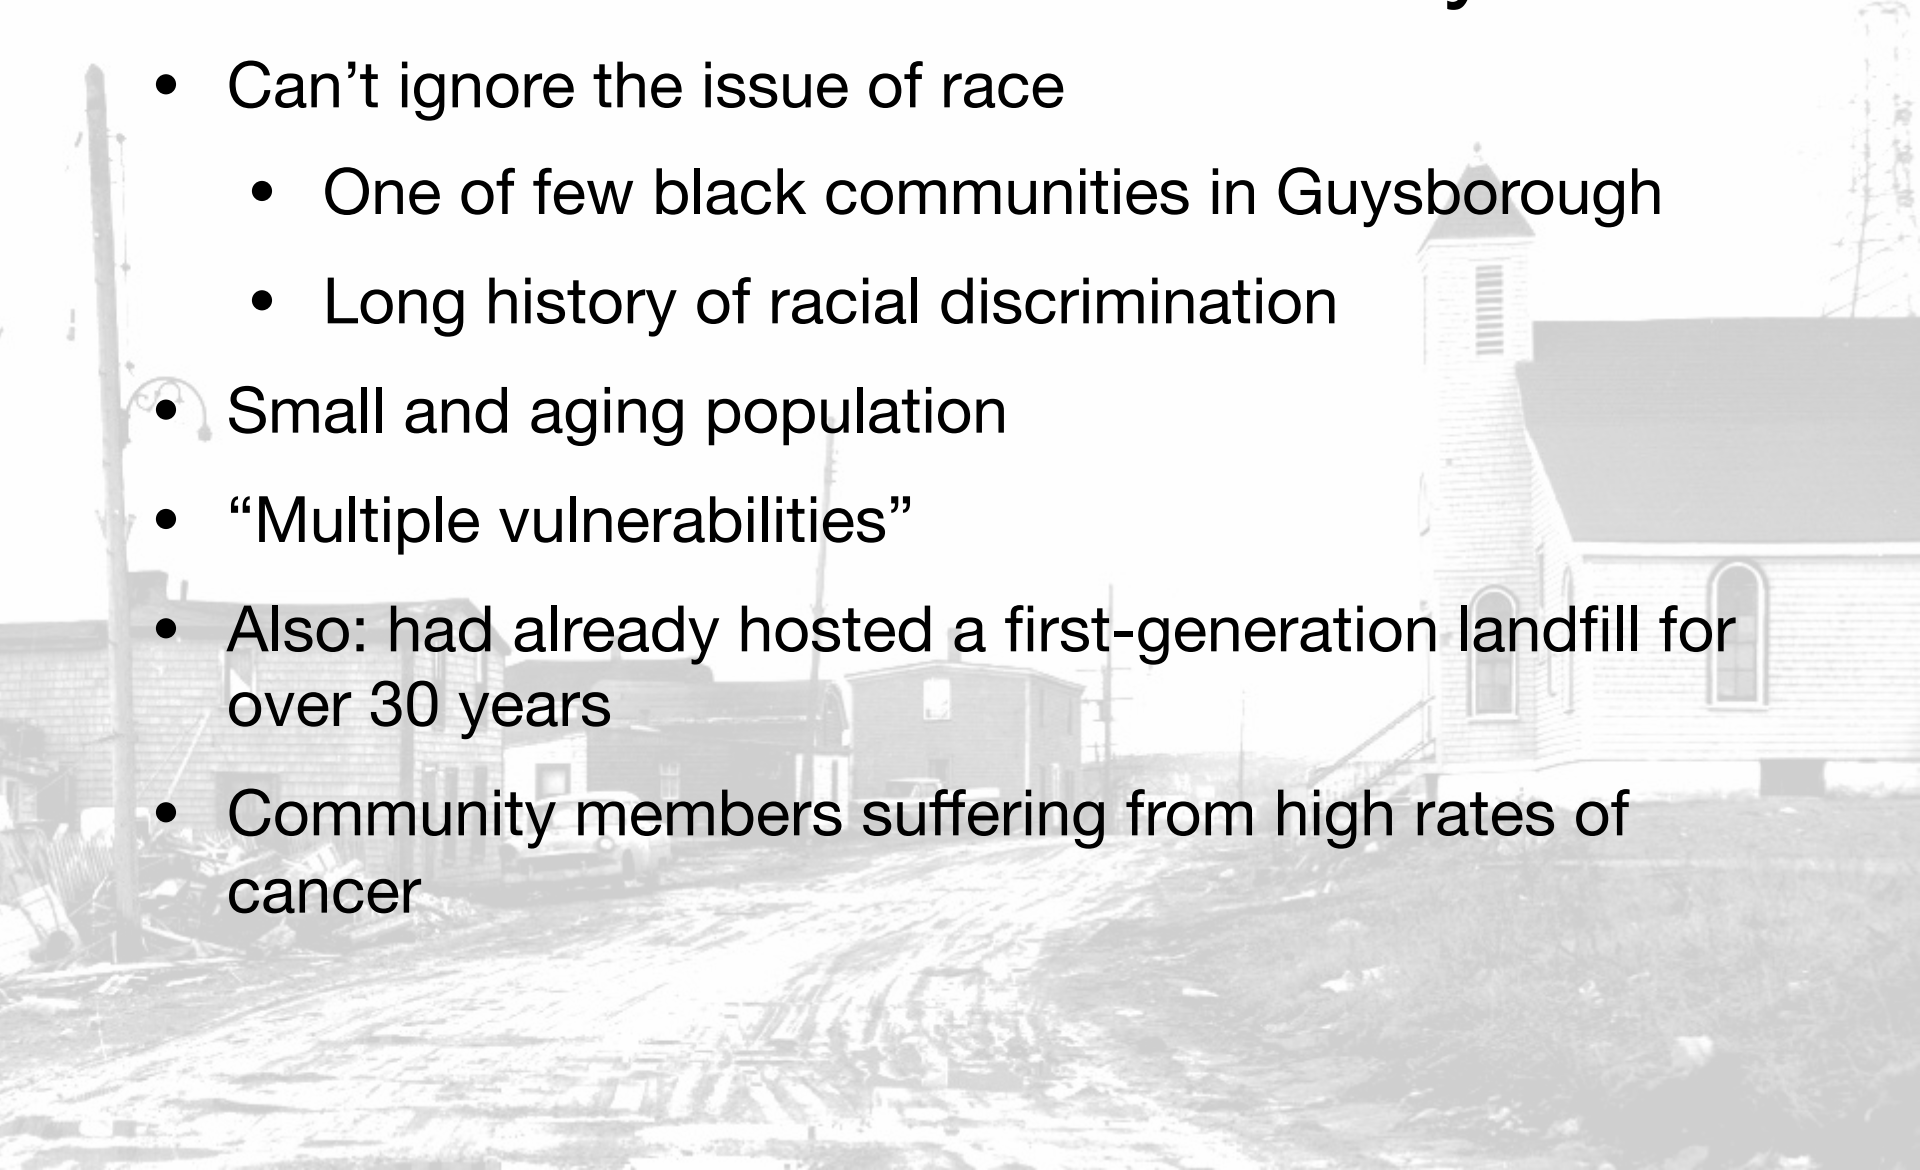 • Can’t ignore the issue of race
• One of few black communities in Guysborough
• Long history of racial discrimination
• Small and aging population
• “Multiple vulnerabilities”
• Also: had already hosted a first-generation landfill for
over 30 years
• Community members suffering from high rates of
cancer